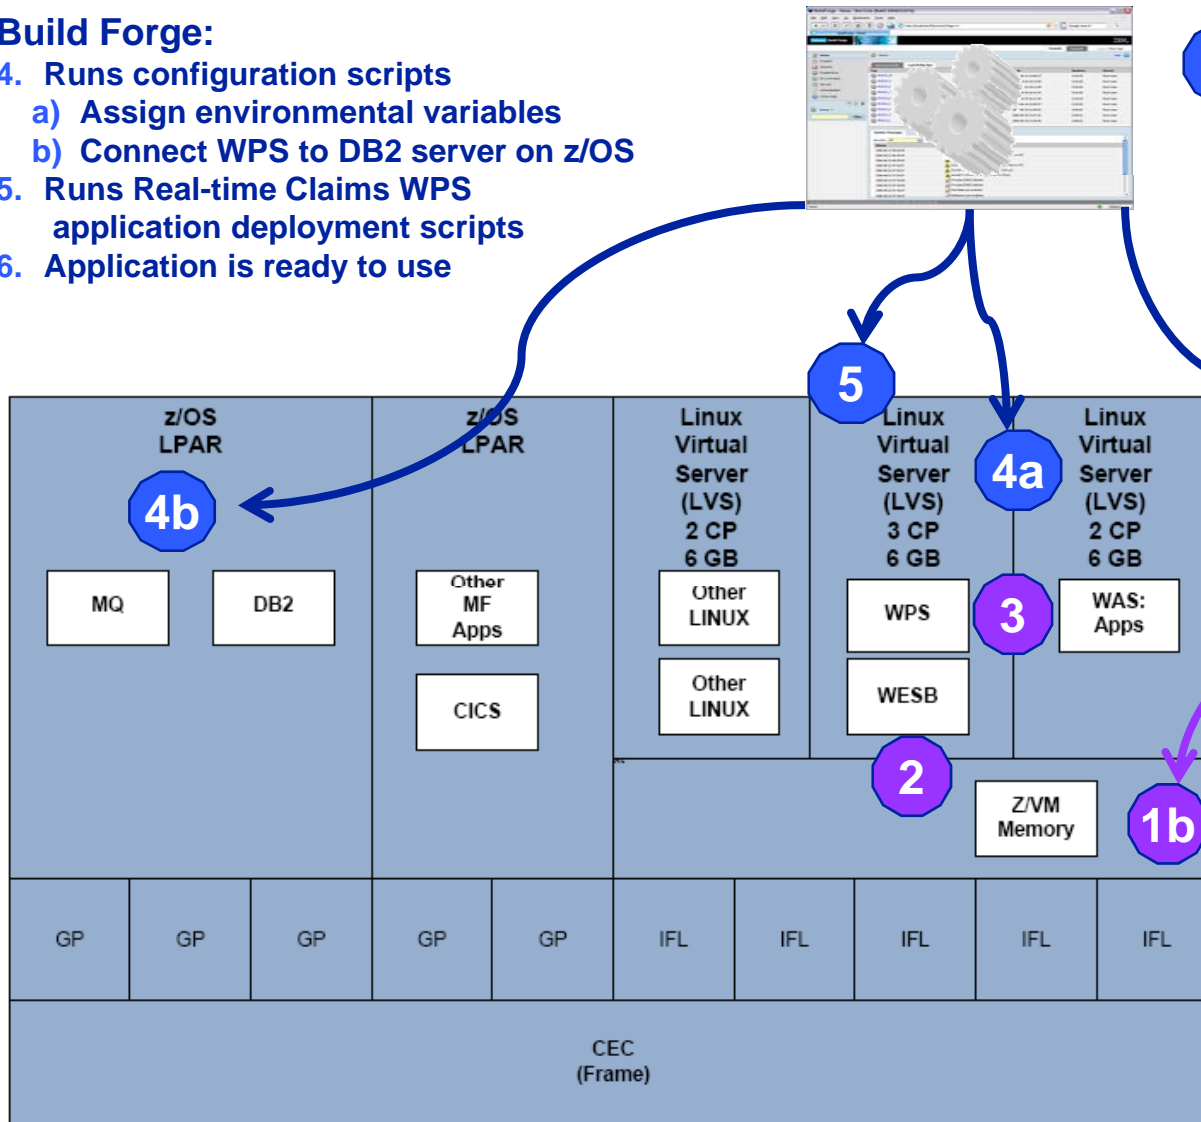 Build Forge:
4. Runs configuration scripts
a) Assign environmental variables
b) Connect WPS to DB2 server on z/OS
5. Runs Real-time Claims WPS
application deployment scripts
6. Application is ready to use
5
z/OS
LPAR
z/OS
LPAR
Linux
Virtual
Server
(LVS)
2 CP
6 GB
Linux
Virtual
Server
(LVS)
3 CP
6 GB
Linux
Virtual
Server
(LVS)
2 CP
6 GB
4b
4a
MQ
DB2
Other
MF
Apps
CICS
Other
LINUX
Other
LINUX
WPS
WESB
3
WAS:
Apps
2
Z/VM
Memory
1b
GP
GP
GP
GP
GP
IFL
IFL
IFL
IFL
IFL
CEC
(Frame)